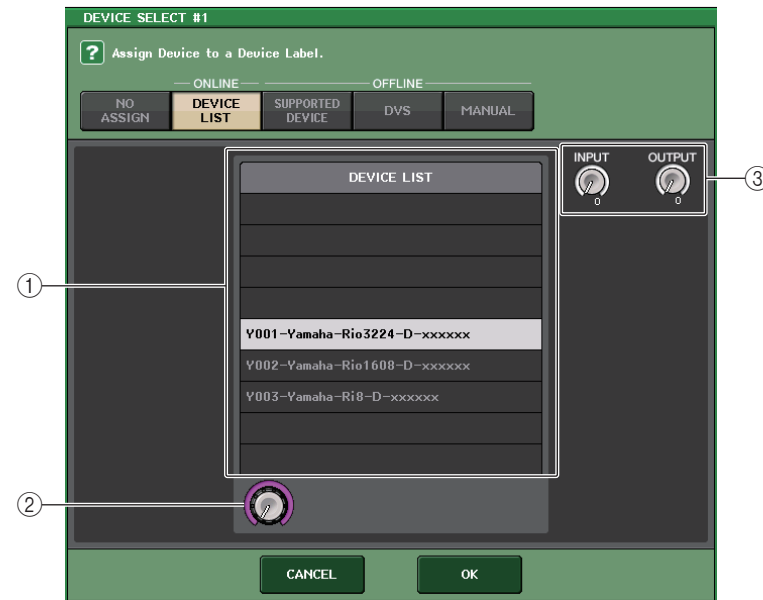 DEVICE SELECT #1
? Assign Device to a Device Label.
ONLINE
OFFLINE
NO ASSIGN
DEVICE LIST
SUPPORTED DEVICE
DVS
MANUAL
DEVICE LIST
INPUT
OUTPUT
0
0
③
①
Y001-Yamaha-Rio3224-D-xxxxxx
Y002-Yamaha-Rio1608-D-xxxxxx
Y003-Yamaha-Ri8-D-xxxxxx
②
CANCEL
OK